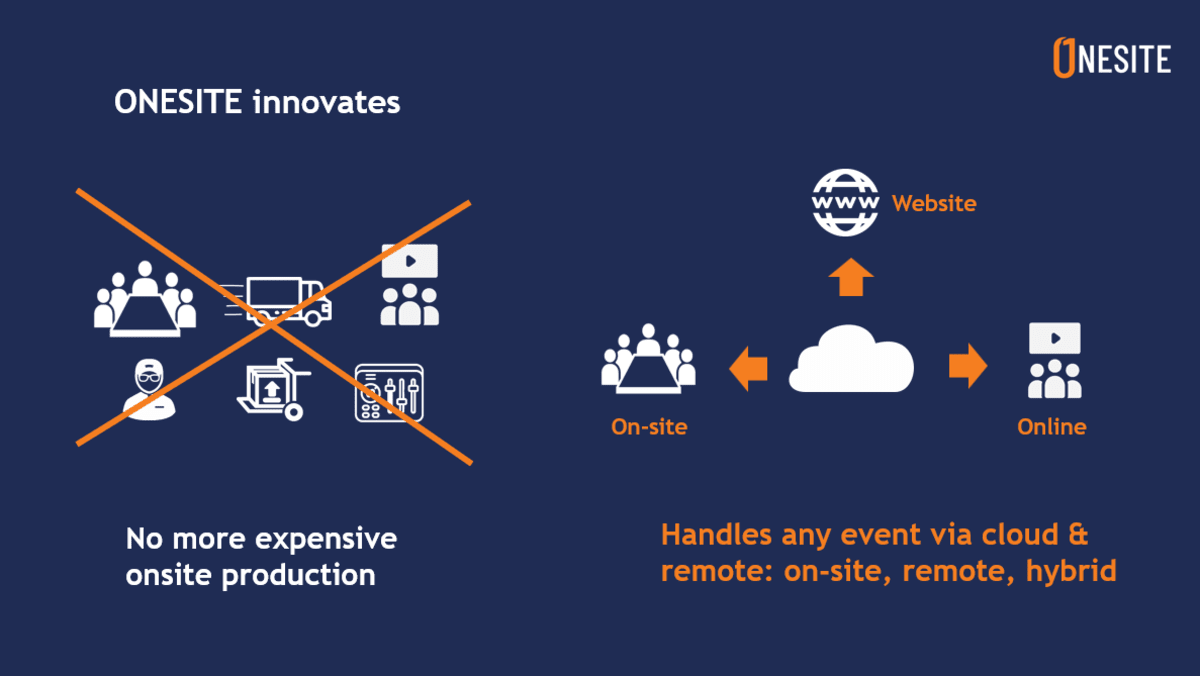 ONESITE
ONESITE innovates
WWW
Website
On-site
Online
No more expensive
onsite production
Handles any event via cloud &
remote: on-site, remote, hybrid